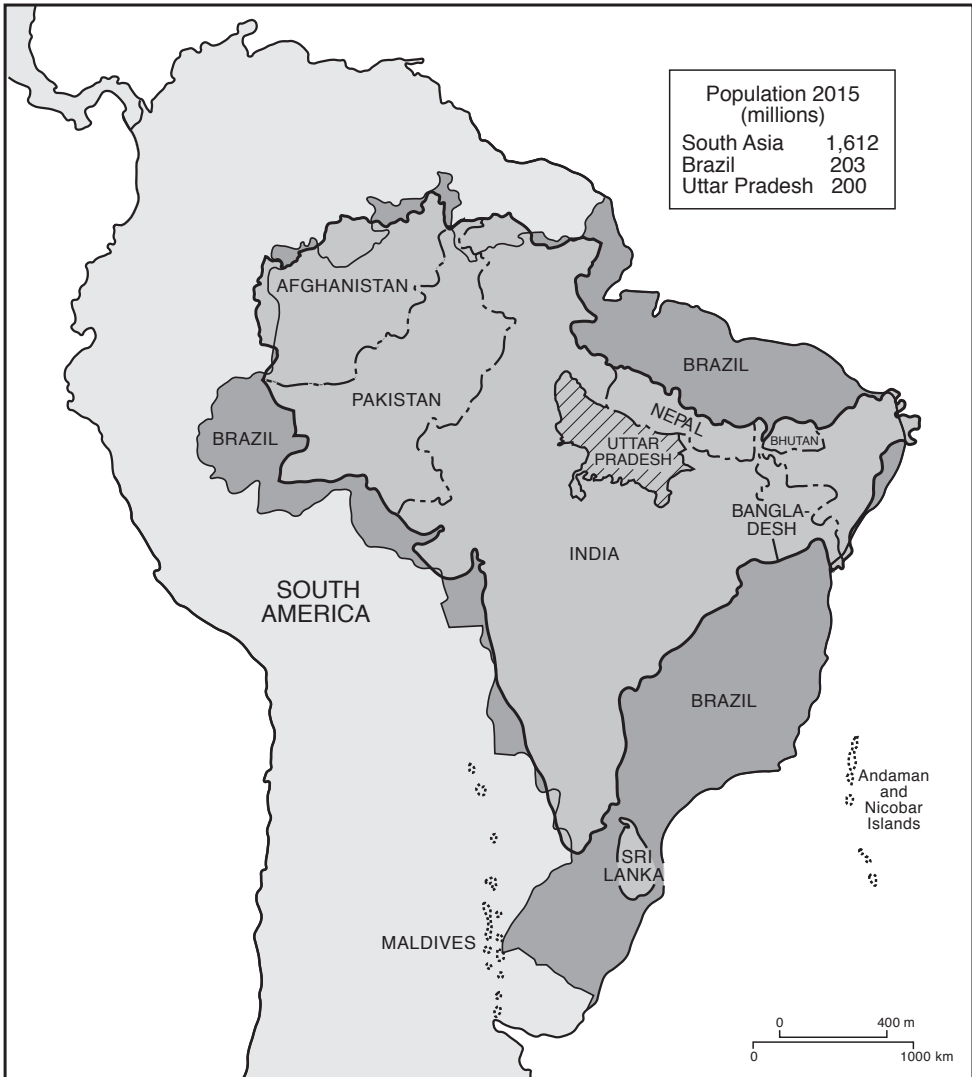 Population 2015
(millions)
South Asia 1,612
Brazil 203
Uttar Pradesh 200
AFGHANISTAN
BRAZIL
PAKISTAN
BRAZIL
NEPAL
BHUTAN
UTTAR
PRADESH
BANGLA-
DESH
INDIA
SOUTH
AMERICA
BRAZIL
Andaman
and
Nicobar
Islands
SRI
LANKA
MALDIVES
0 400 m
0 1000 km